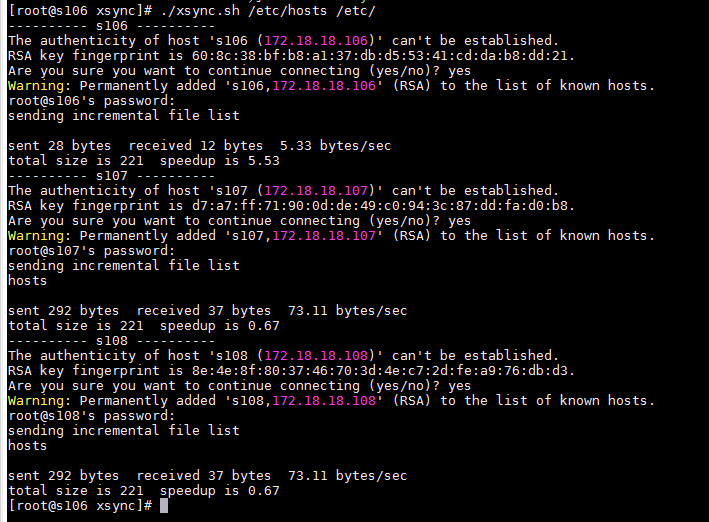 [root@s106 xsync]# ./xsync.sh /etc/hosts /etc/
---------- s106 ----------
The authenticity of host 's106 (172.18.18.106)' can't be established.
RSA key fingerprint is 60:8c:38:bf:b8:a1:37:db:d5:53:41:cd:da:b8:dd:21.
Are you sure you want to continue connecting (yes/no)? yes
Warning: Permanently added 's106,172.18.18.106' (RSA) to the list of known hosts.
root@s106's password:
sending incremental file list
sent 28 bytes  received 12 bytes  5.33 bytes/sec
total size is 221  speedup is 5.53
---------- s107 ----------
The authenticity of host 's107 (172.18.18.107)' can't be established.
RSA key fingerprint is d7:a7:ff:71:90:0d:de:49:c0:94:3c:87:dd:fa:d0:b8.
Are you sure you want to continue connecting (yes/no)? yes
Warning: Permanently added 's107,172.18.18.107' (RSA) to the list of known hosts.
root@s107's password:
sending incremental file list
hosts
sent 292 bytes  received 37 bytes  73.11 bytes/sec
total size is 221  speedup is 0.67
---------- s108 ----------
The authenticity of host 's108 (172.18.18.108)' can't be established.
RSA key fingerprint is 8e:4e:8f:80:37:46:70:3d:4e:c7:2d:fe:a9:76:db:d3.
Are you sure you want to continue connecting (yes/no)? yes
Warning: Permanently added 's108,172.18.18.108' (RSA) to the list of known hosts.
root@s108's password:
sending incremental file list
hosts
sent 292 bytes  received 37 bytes  73.11 bytes/sec
total size is 221  speedup is 0.67
[root@s106 xsync]#